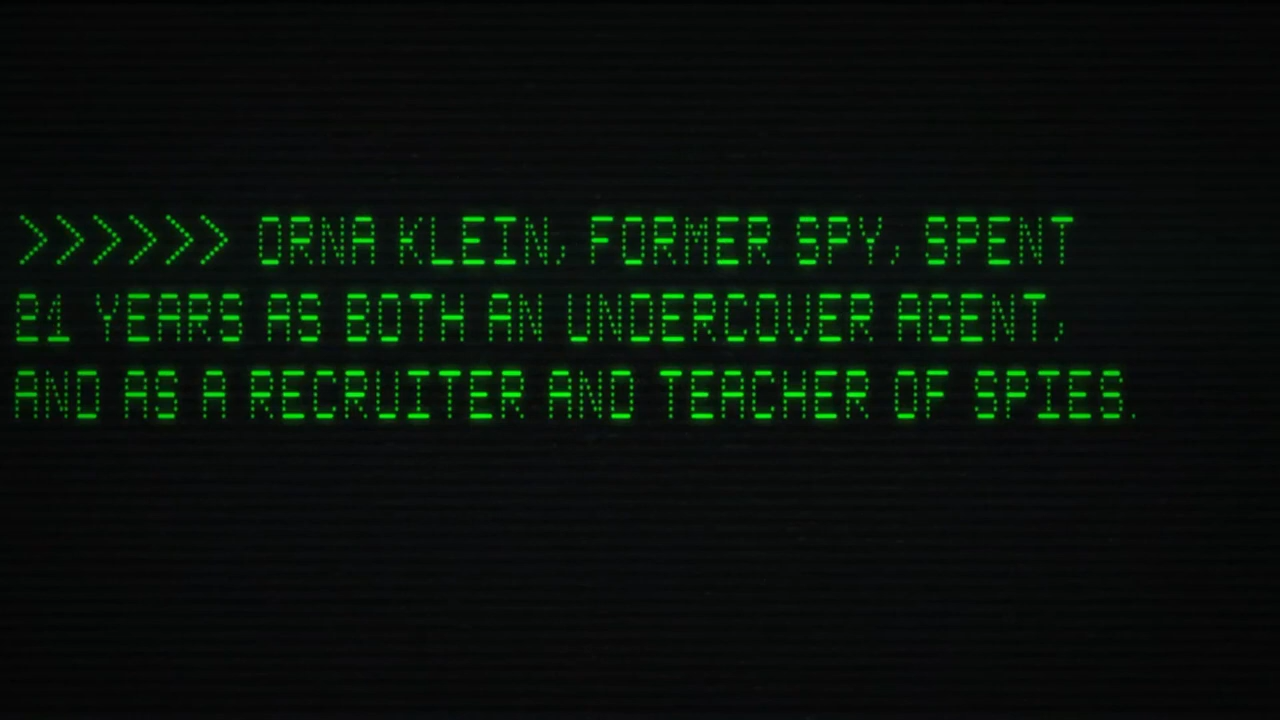 >>>>>> ORNA KLEIN, FORMER SPY, SPENT
21 YEARS AS BOTH AN UNDERCOVER AGENT,
AND AS A RECRUITER AND TEACHER OF SPIES.